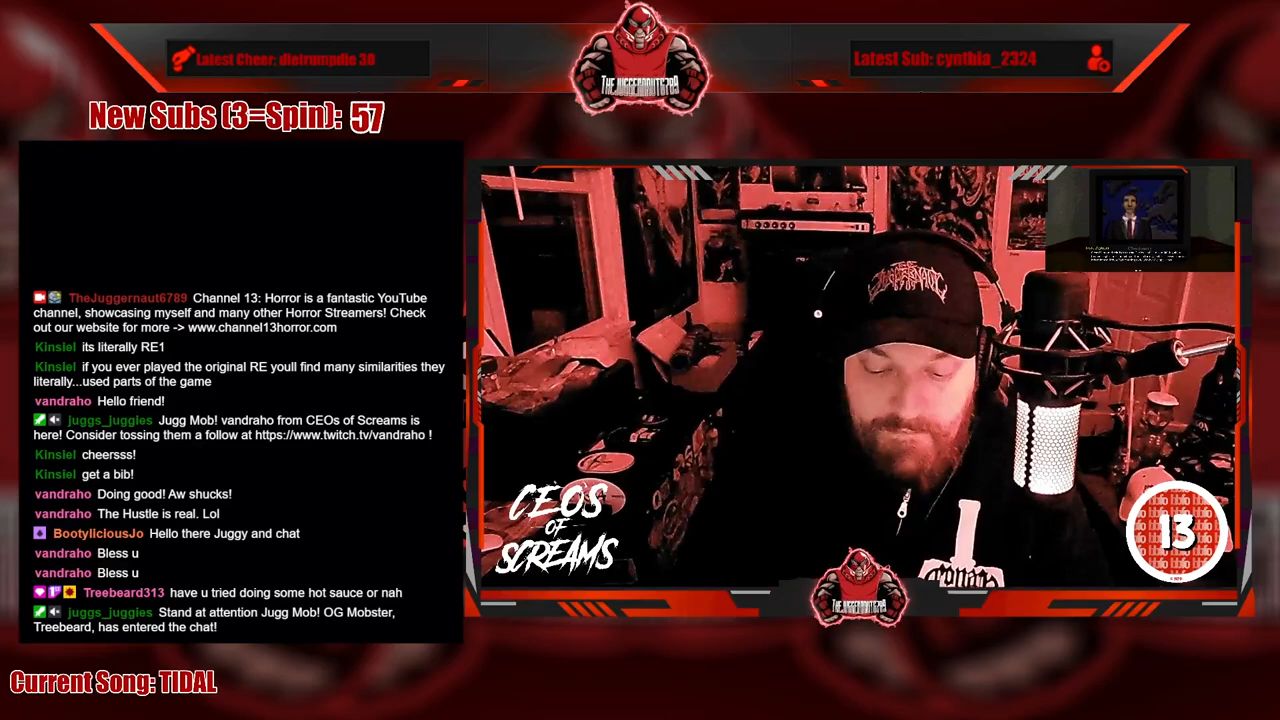 Latest Cheer: dietrumpdie 30
THEJUGGERNAUT6789
Latest Sub: cynthia_2324
New Subs (3=Spin): 57
TheJuggernaut6789 Channel 13: Horror is a fantastic YouTube
channel, showcasing myself and many other Horror Streamers! Check
out our website for more -> www.channel13horror.com
Kinsiel its literally RE1
Kinsiel if you ever played the original RE youll find many similarities they
literally...used parts of the game
vandraho Hello friend!
juggs_juggies Jugg Mob! vandraho from CEOs of Screams is
here! Consider tossing them a follow at https://www.twitch.tv/vandraho !
Kinsiel cheersss!
Kinsiel get a bib!
vandraho Doing good! Aw shucks!
vandraho The Hustle is real. Lol
BootyliciousJo Hello there Juggy and chat
vandraho Bless u
vandraho Bless u
Treebeard313 have u tried doing some hot sauce or nah
juggs_juggies Stand at attention Jugg Mob! OG Mobster,
Treebeard, has entered the chat!
CEOS
OF
SCREAMS
13
THEJUGGERNAUT6789
Current Song: TIDAL